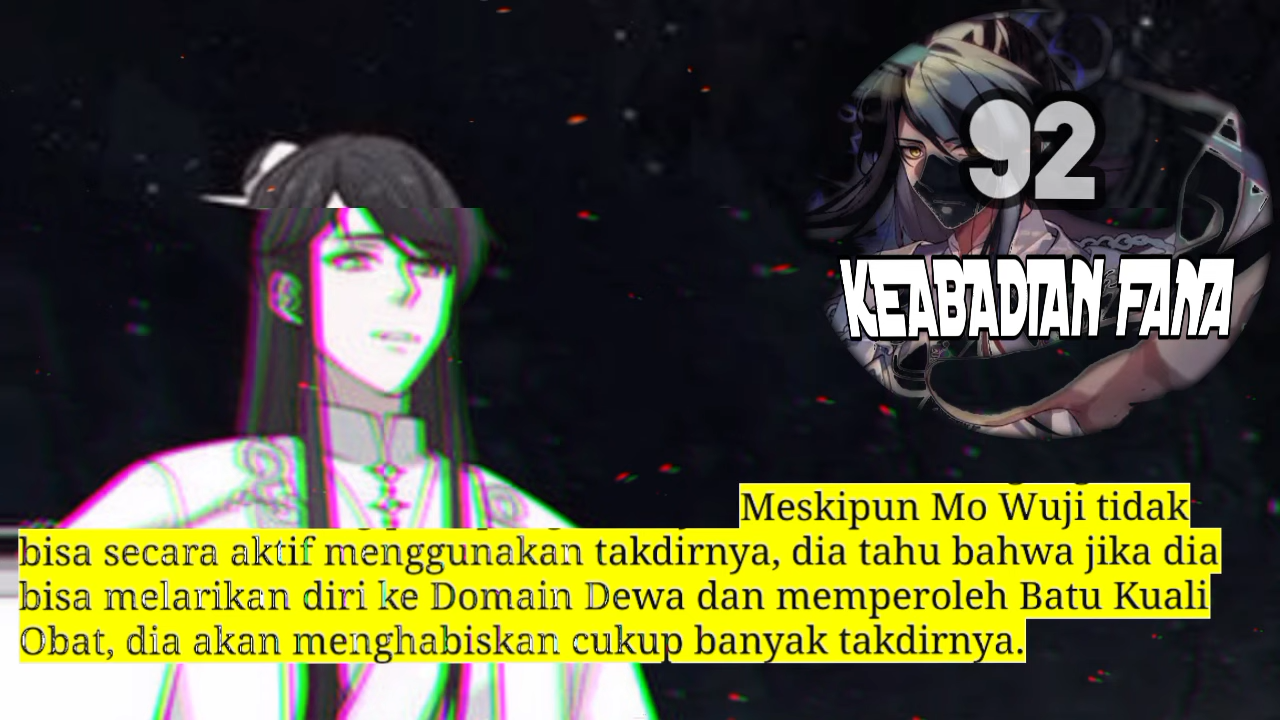 92
KEABADIAN FANA
Meskipun Mo Wuji tidak
bisa secara aktif menggunakan takdirnya, dia tahu bahwa jika dia
bisa melarikan diri ke Domain Dewa dan memperoleh Batu Kuali
Obat, dia akan menghabiskan cukup banyak takdirnya.